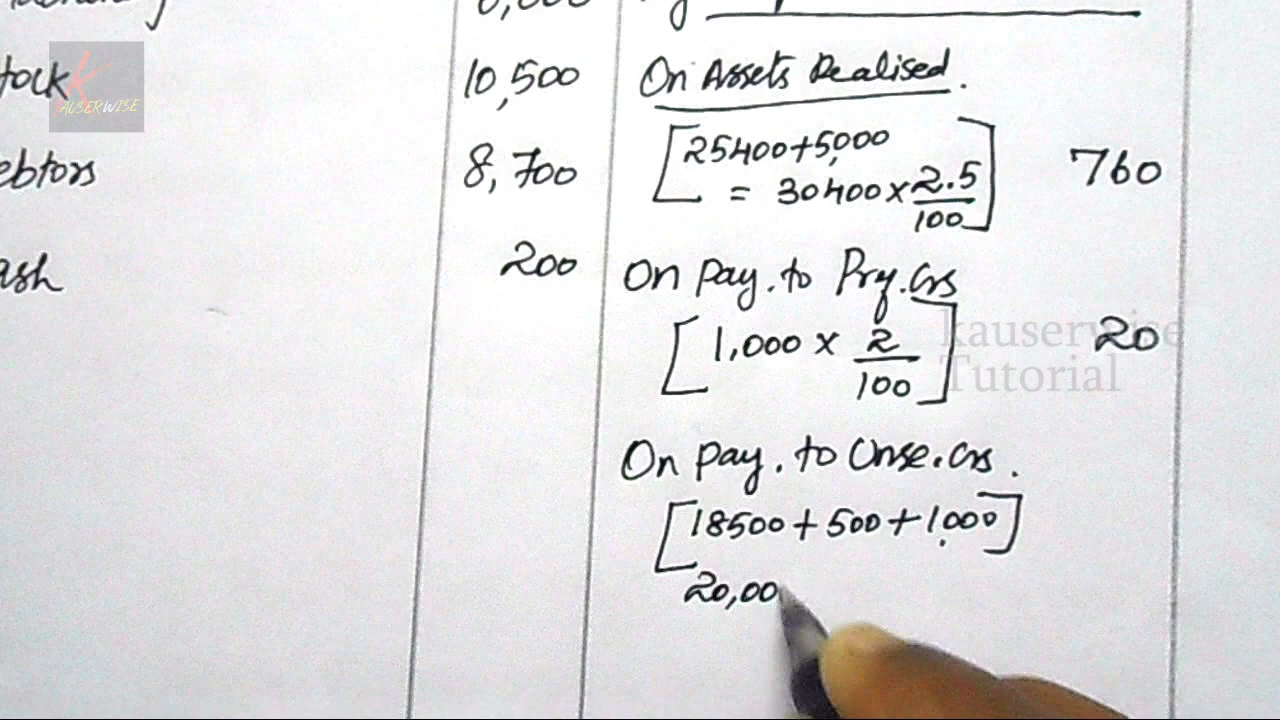 tock 10,500
On Assets Realised.
[25400+5,000
= 30400 × 2.5/100] 760
ebtors 8,700
ash 200
On pay. to Pry. Crs
[1,000 × 2/100] 20
On pay. to Unse. Crs.
[18500+500+1,000]
20,00
KAUSERWISE
kauserwise
Tutorial